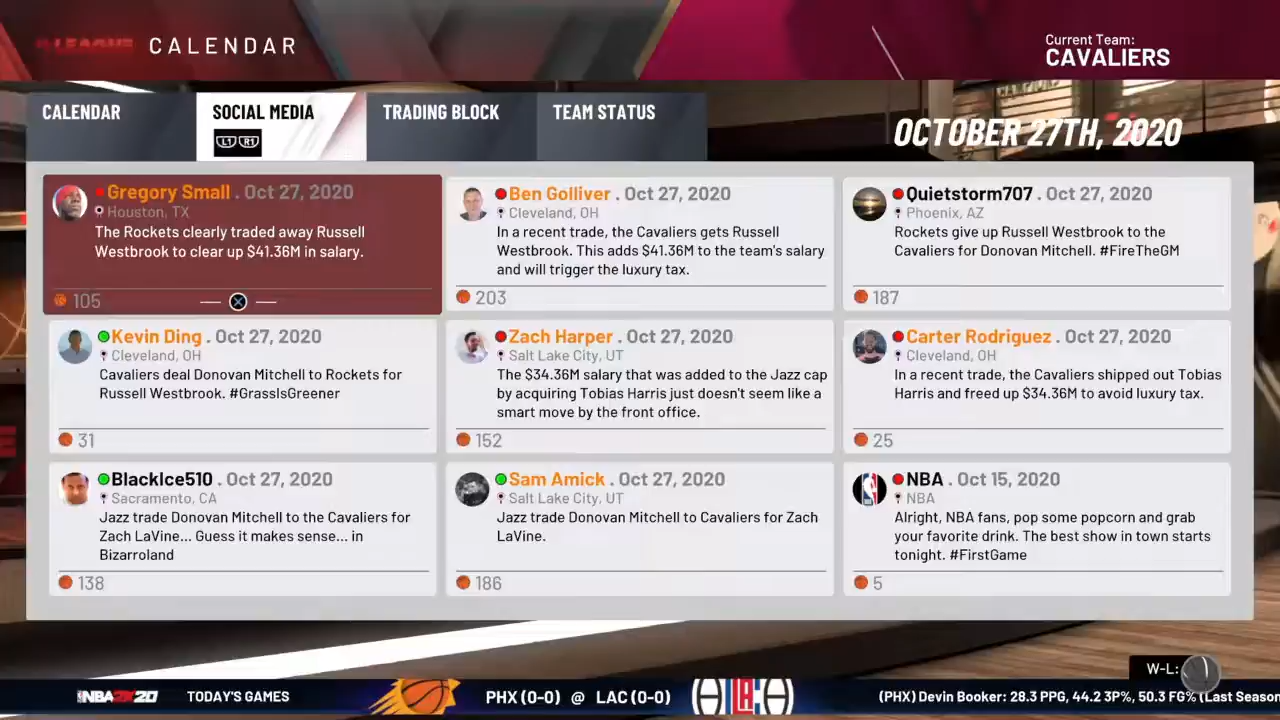 CALENDAR
Current Team:
CAVALIERS
CALENDAR
SOCIAL MEDIA
L1 R1
TRADING BLOCK
TEAM STATUS
OCTOBER 27TH, 2020
Gregory Small . Oct 27, 2020
Houston, TX
The Rockets clearly traded away Russell
Westbrook to clear up $41.36M in salary.
105
Ben Golliver . Oct 27, 2020
Cleveland, OH
In a recent trade, the Cavaliers gets Russell
Westbrook. This adds $41.36M to the team's salary
and will trigger the luxury tax.
203
Quietstorm707 . Oct 27, 2020
Phoenix, AZ
Rockets give up Russell Westbrook to the
Cavaliers for Donovan Mitchell. #FireTheGM
187
Kevin Ding . Oct 27, 2020
Cleveland, OH
Cavaliers deal Donovan Mitchell to Rockets for
Russell Westbrook. #GrassIsGreener
31
Zach Harper . Oct 27, 2020
Salt Lake City, UT
The $34.36M salary that was added to the Jazz cap
by acquiring Tobias Harris just doesn't seem like a
smart move by the front office.
152
Carter Rodriguez . Oct 27, 2020
Cleveland, OH
In a recent trade, the Cavaliers shipped out Tobias
Harris and freed up $34.36M to avoid luxury tax.
25
BlackIce510 . Oct 27, 2020
Sacramento, CA
Jazz trade Donovan Mitchell to the Cavaliers for
Zach LaVine... Guess it makes sense... in
Bizarroland
138
Sam Amick . Oct 27, 2020
Salt Lake City, UT
Jazz trade Donovan Mitchell to Cavaliers for Zach
LaVine.
186
NBA . Oct 15, 2020
NBA
Alright, NBA fans, pop some popcorn and grab
your favorite drink. The best show in town starts
tonight. #FirstGame
5
W-L:
NBA 2K20 TODAY'S GAMES PHX (0-0) @ LAC (0-0) (PHX) Devin Booker: 28.3 PPG, 44.2 3P%, 50.3 FG% (Last Season